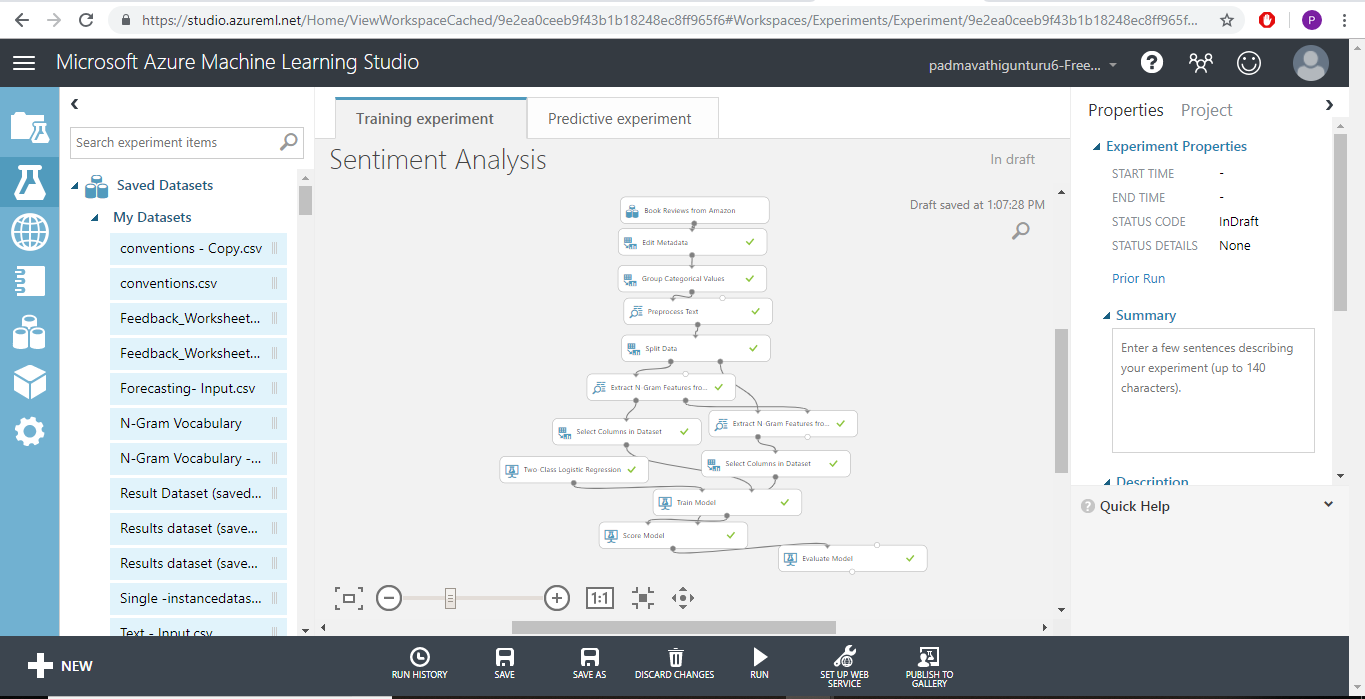 https://studio.azureml.net/Home/ViewWorkspaceCached/9e2ea0ceeb9f43b1b18248ec8ff965f6#Workspaces/Experiments/Experiment/9e2ea0ceeb9f43b1b18248ec8ff965f...
P
Microsoft Azure Machine Learning Studio
padmavathigunturu6-Free...
?
Search experiment items
Saved Datasets
My Datasets
conventions - Copy.csv
conventions.csv
Feedback_Worksheet...
Feedback_Worksheet...
Forecasting- Input.csv
N-Gram Vocabulary
N-Gram Vocabulary -...
Result Dataset (saved...
Results dataset (save...
Results dataset (save...
Single -instancedatas...
Text - Input.csv
Training experiment
Predictive experiment
Sentiment Analysis
In draft
Draft saved at 1:07:28 PM
Book Reviews from Amazon
Edit Metadata
Group Categorical Values
Preprocess Text
Split Data
Extract N-Gram Features fro...
Select Columns in Dataset
Extract N-Gram Features fro...
Two-Class Logistic Regression
Select Columns in Dataset
Train Model
Score Model
Evaluate Model
1:1
Properties
Project
Experiment Properties
START TIME -
END TIME -
STATUS CODE InDraft
STATUS DETAILS None
Prior Run
Summary
Enter a few sentences describing
your experiment (up to 140
characters).
Description
? Quick Help
NEW
RUN HISTORY
SAVE
SAVE AS
DISCARD CHANGES
RUN
SET UP WEB
SERVICE
PUBLISH TO
GALLERY